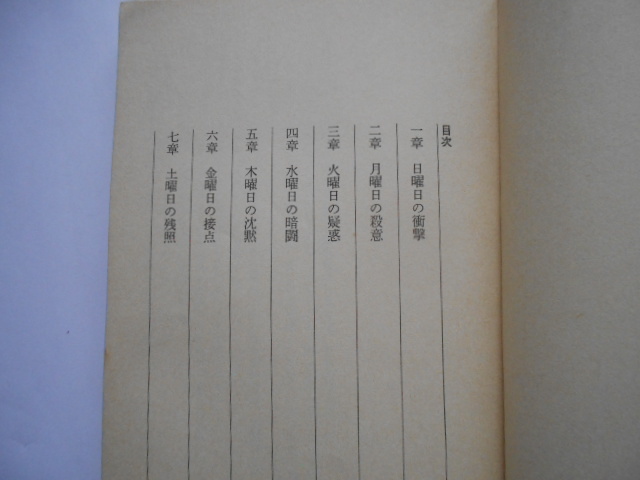 目次
一章　日曜日の衝撃
二章　月曜日の殺意
三章　火曜日の疑惑
四章　水曜日の暗闘
五章　木曜日の沈黙
六章　金曜日の接点
七章　土曜日の残照